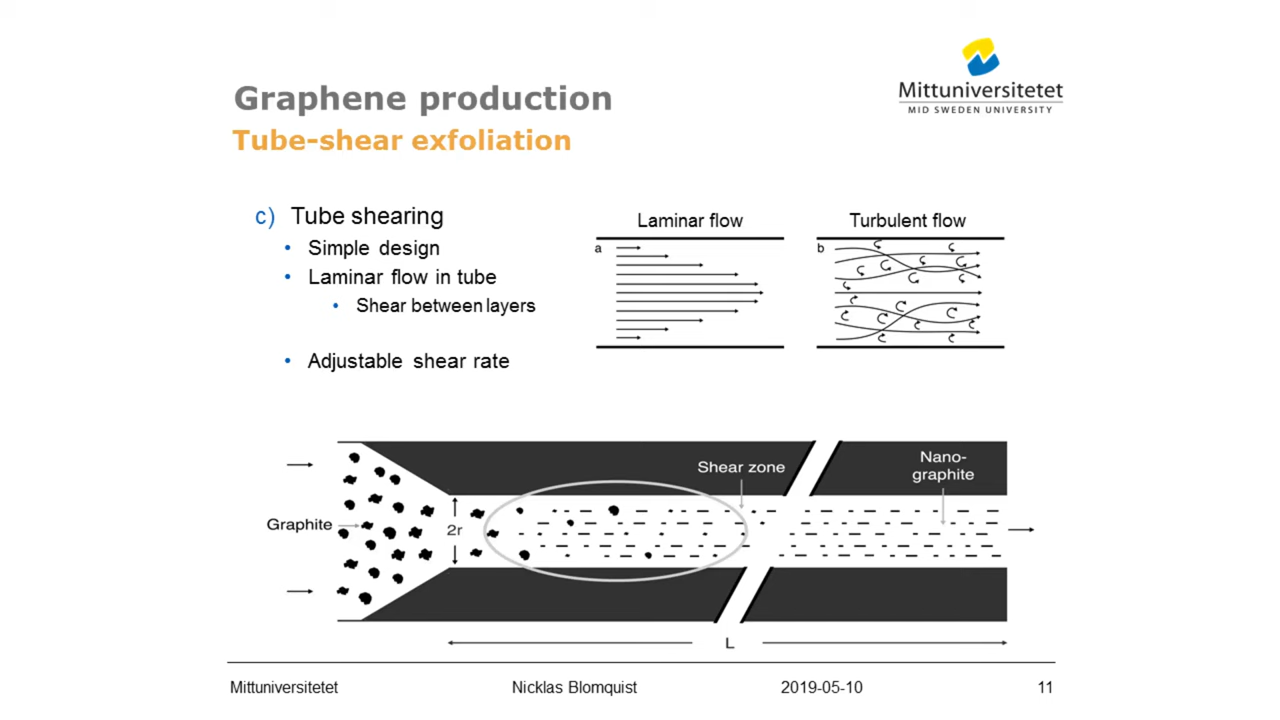 Mittuniversitetet
MID SWEDEN UNIVERSITY
Graphene production
Tube-shear exfoliation
c) Tube shearing
• Simple design
• Laminar flow in tube
• Shear between layers
• Adjustable shear rate
Laminar flow
a
Turbulent flow
b
Graphite
2r
Shear zone
Nano-
graphite
L
Mittuniversitetet
Nicklas Blomquist
2019-05-10
11